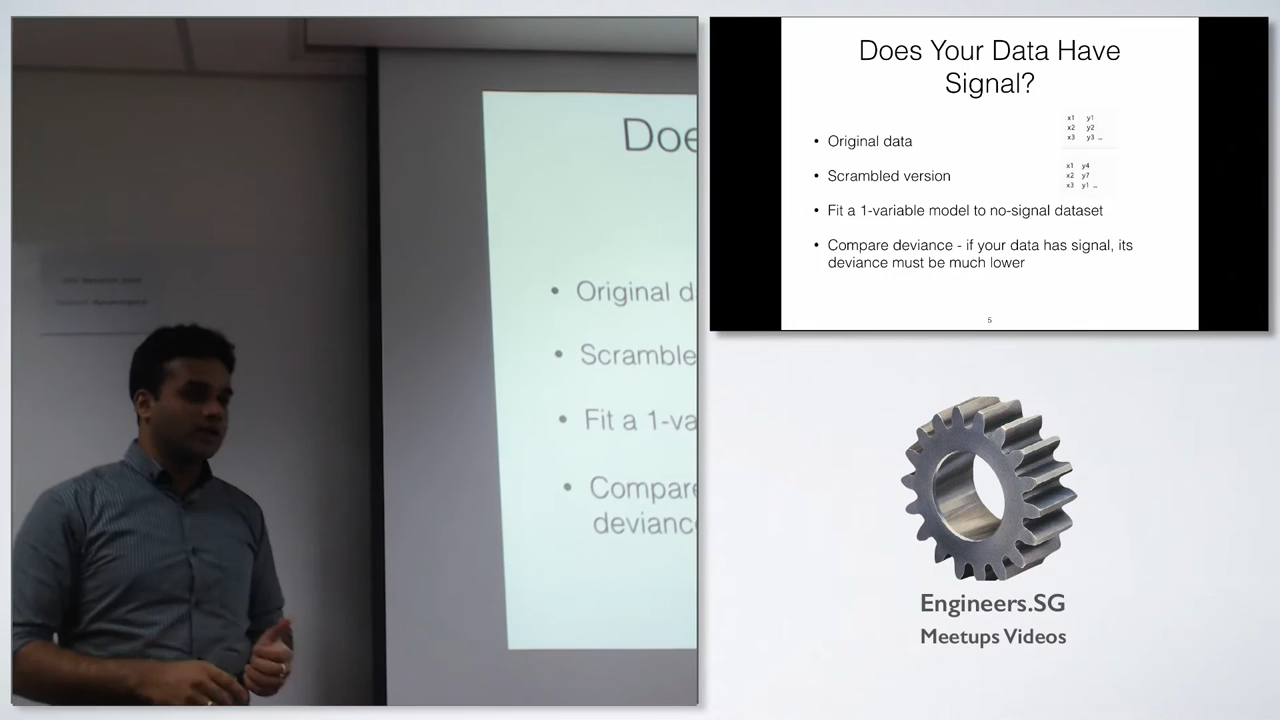 Doe
Original d
Scramble
Fit a 1-va
Compare
devianc
Does Your Data Have
Signal?
• Original data
x1 y1
x2 y2
x3 y3 ...
• Scrambled version
x1 y4
x2 y7
x3 y1 ...
• Fit a 1-variable model to no-signal dataset
• Compare deviance - if your data has signal, its
deviance must be much lower
5
Engineers.SG
Meetups Videos